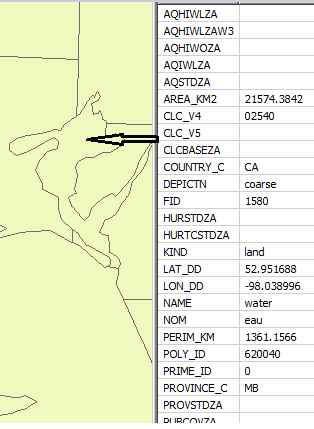 AQHIWLZA
AQHIWLZAW3
AQHIWOZA
AQIWLZA
AQSTDZA
AREA_KM2 21574.3842
CLC_V4 02540
CLC_V5
CLCBASEZA
COUNTRY_C CA
DEPICTN coarse
FID 1580
HURSTDZA
HURTCSTDZA
KIND land
LAT_DD 52.951688
LON_DD -98.038996
NAME water
NOM eau
PERIM_KM 1361.1566
POLY_ID 620040
PRIME_ID 0
PROVINCE_C MB
PROVSTDZA
PUBCOVZA